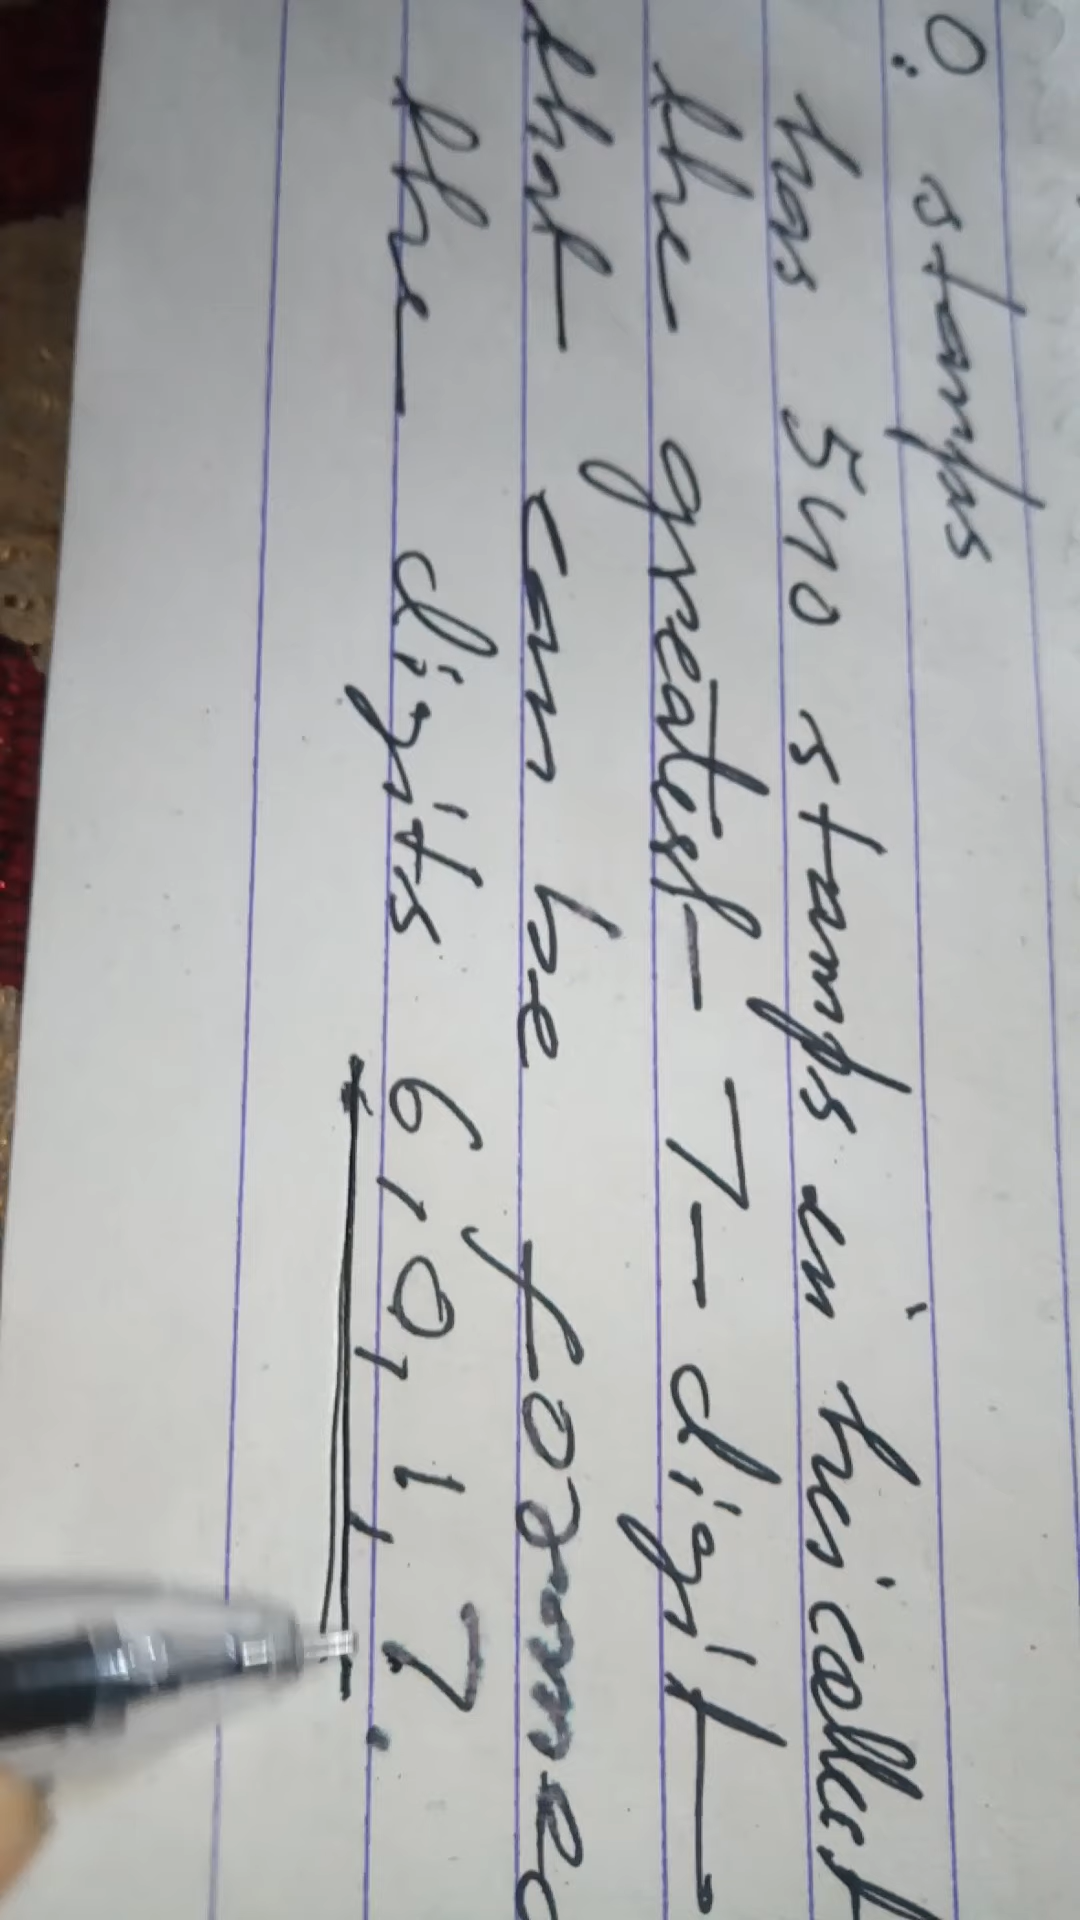 0: stamps
has 540 stamps in his collect
the greatest 7-digit
that can be formed
the digits 6,0,1,7.